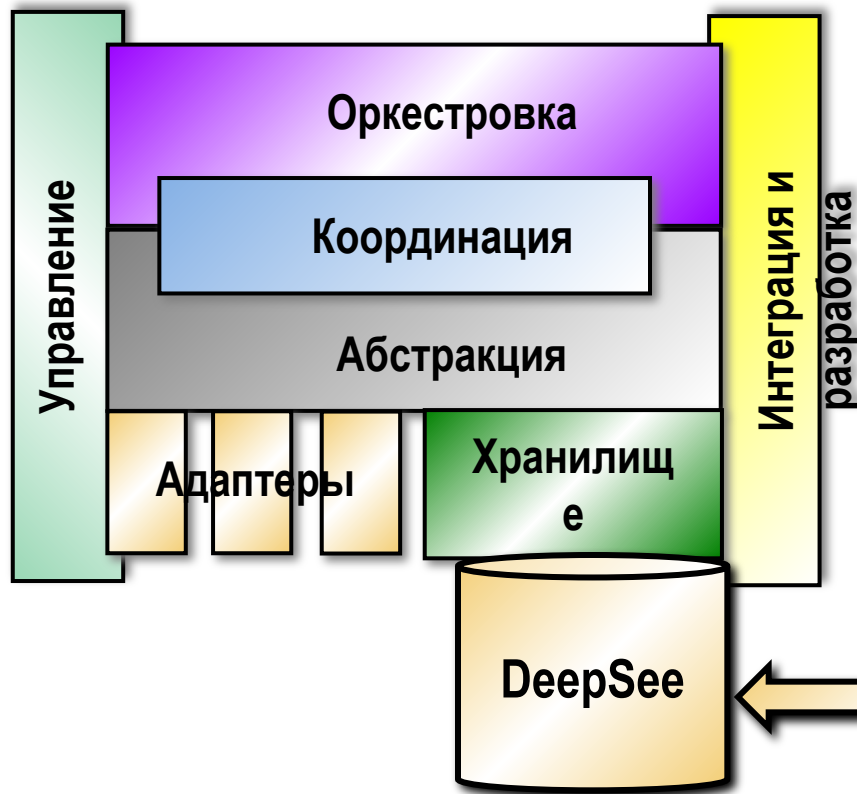 Оркестровка
Управление
Координация
Интеграция и
разработка
Абстракция
Адаптеры
Хранилищ
е
DeepSee